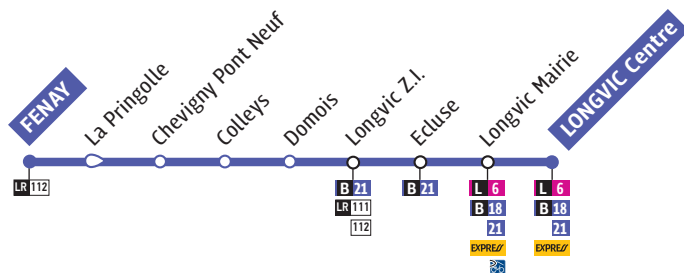 FENAY
La Pringolle
Chevigny Pont Neuf
Colleys
Domois
Longvic Z.I.
Ecluse
Longvic Mairie
LONGVIC Centre
LR 112
B 21
LR 111
112
B 21
L 6
B 18
21
EXPRESS
L 6
B 18
21
EXPRESS